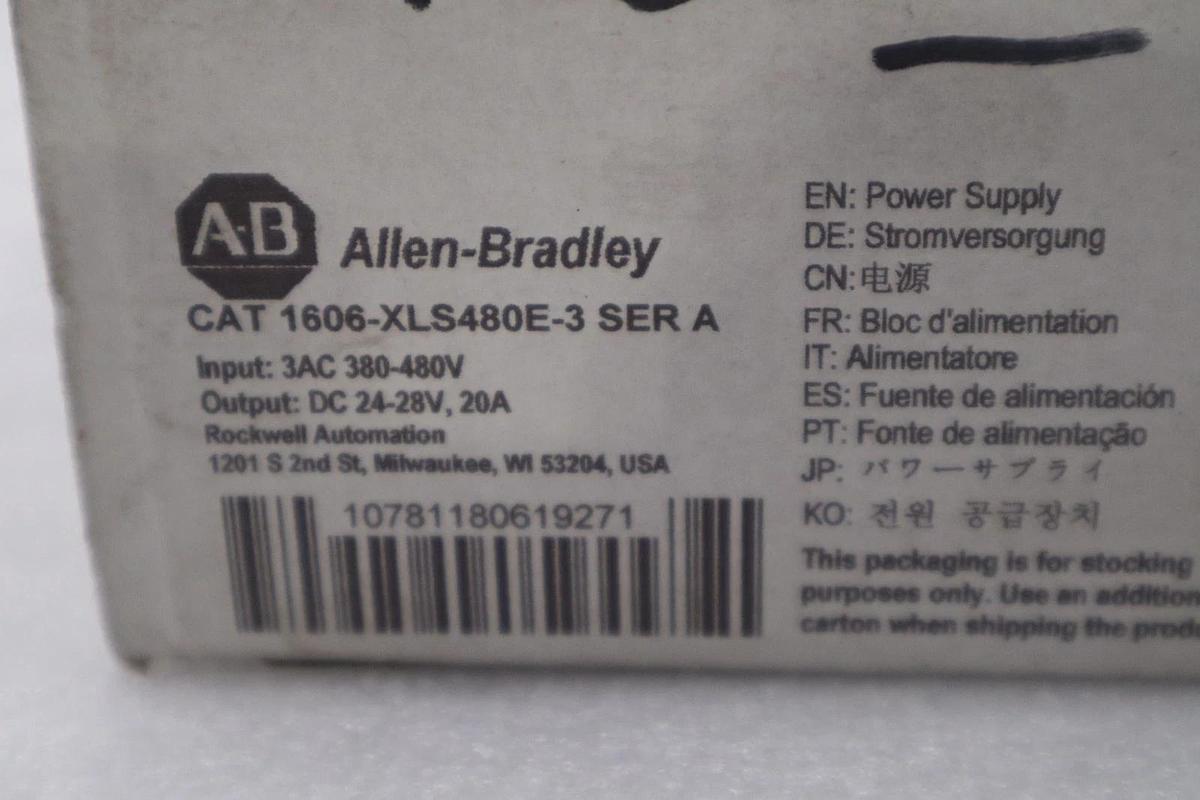 A-B Allen-Bradley
CAT 1606-XLS480E-3 SER A
Input: 3AC 380-480V
Output: DC 24-28V, 20A
Rockwell Automation
1201 S 2nd St, Milwaukee, WI 53204, USA
10781180619271
EN: Power Supply
DE: Stromversorgung
CN:电源
FR: Bloc d'alimentation
IT: Alimentatore
ES: Fuente de alimentación
PT: Fonte de alimentação
JP: パワーサプライ
KO: 전원 공급장치
This packaging is for stocking
purposes only. Use an addition
carton when shipping the produ